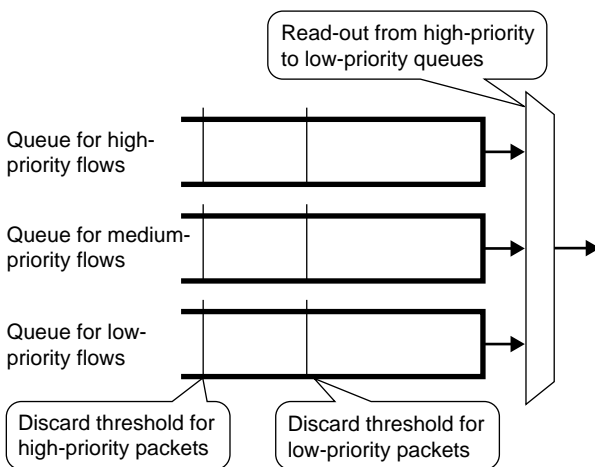 Read-out from high-priority
to low-priority queues
Queue for high-
priority flows
Queue for medium-
priority flows
Queue for low-
priority flows
Discard threshold for
high-priority packets
Discard threshold for
low-priority packets